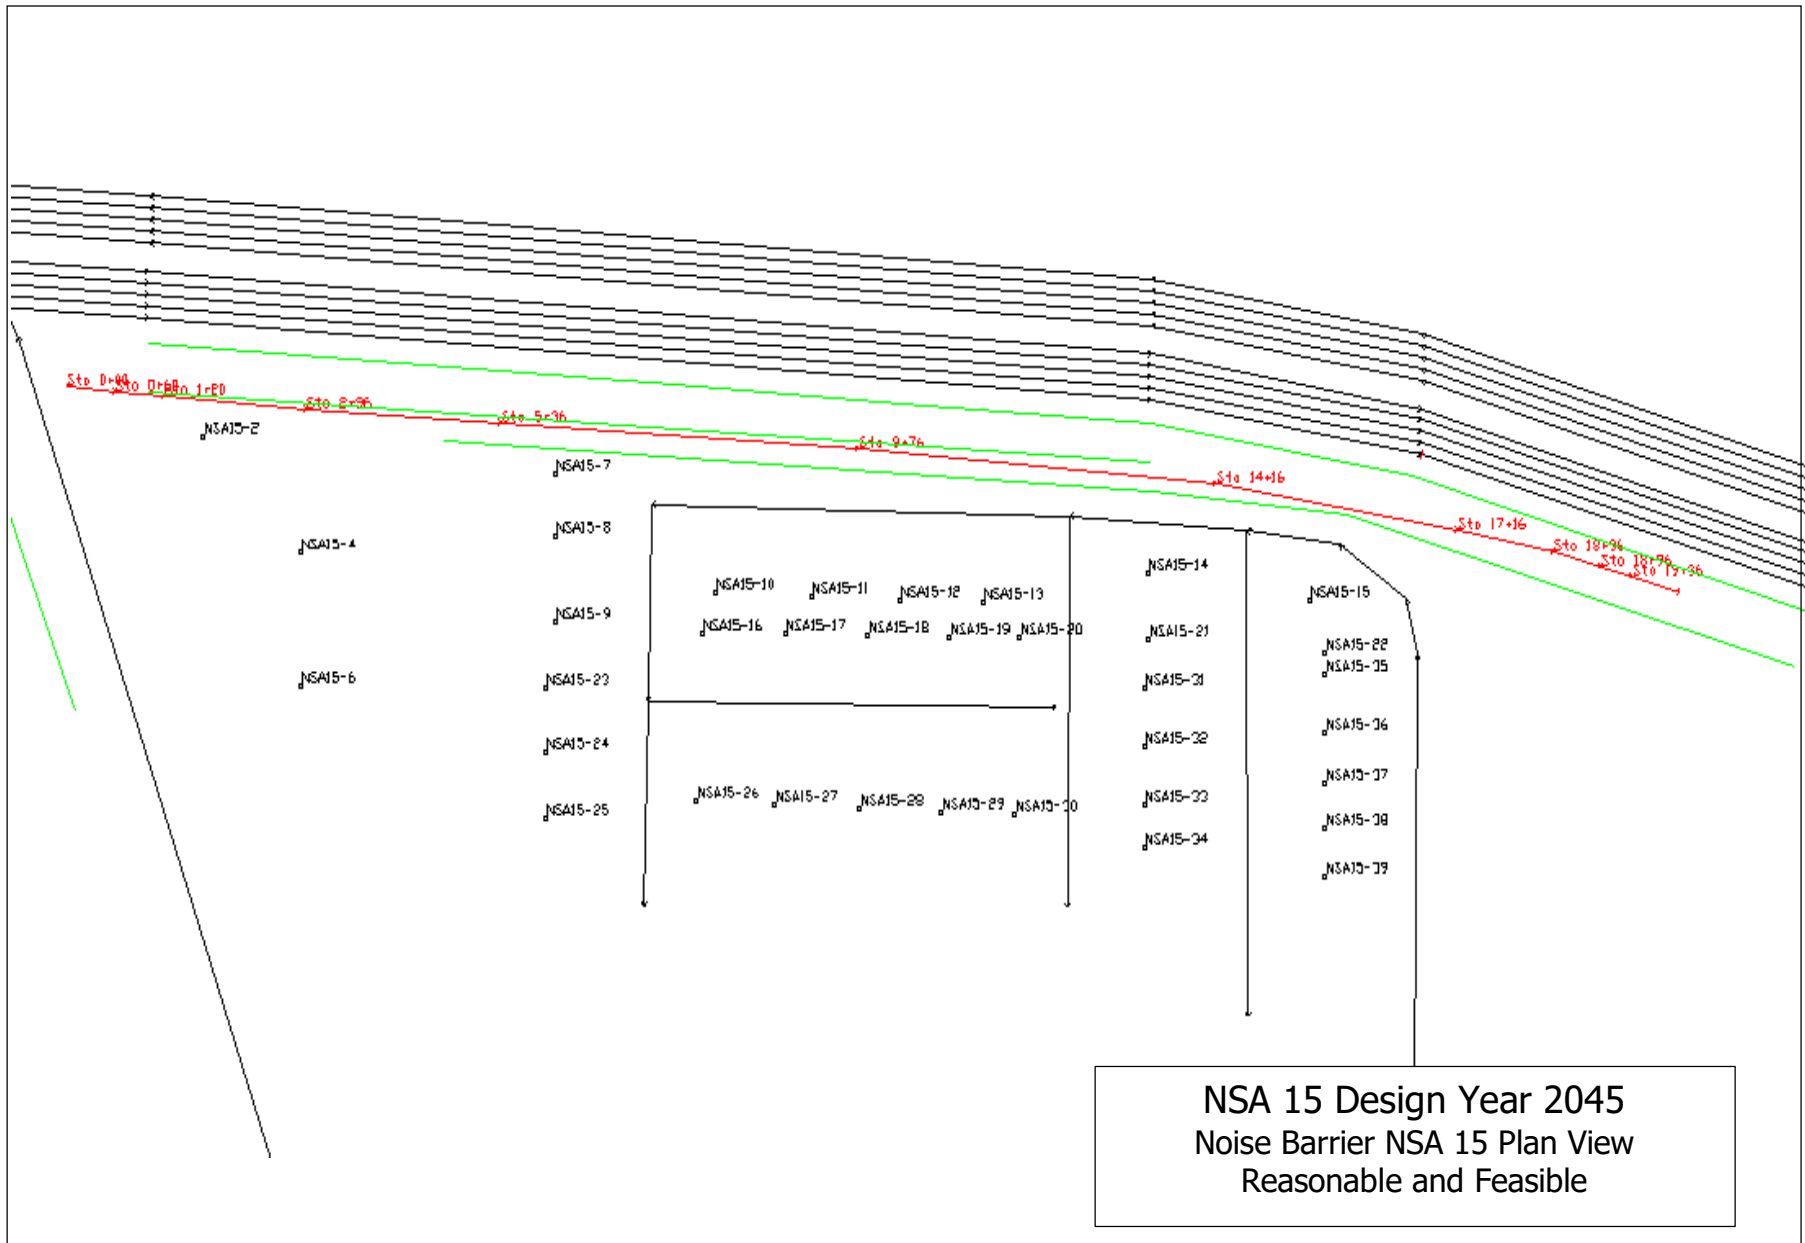 Sta 1+20
Sta 2+96
Sta 5+36
Sta 9+76
Sta 14+16
Sta 17+16
Sta 18+36
NSA15-2
NSA15-7
NSA15-8
NSA15-4
NSA15-14
NSA15-10
NSA15-11
NSA15-12
NSA15-13
NSA15-15
NSA15-9
NSA15-16
NSA15-17
NSA15-18
NSA15-19
NSA15-20
NSA15-21
NSA15-22
NSA15-35
NSA15-6
NSA15-23
NSA15-31
NSA15-36
NSA15-24
NSA15-32
NSA15-37
NSA15-26
NSA15-27
NSA15-28
NSA15-29
NSA15-30
NSA15-33
NSA15-25
NSA15-38
NSA15-34
NSA15-39
NSA 15 Design Year 2045
Noise Barrier NSA 15 Plan View
Reasonable and Feasible